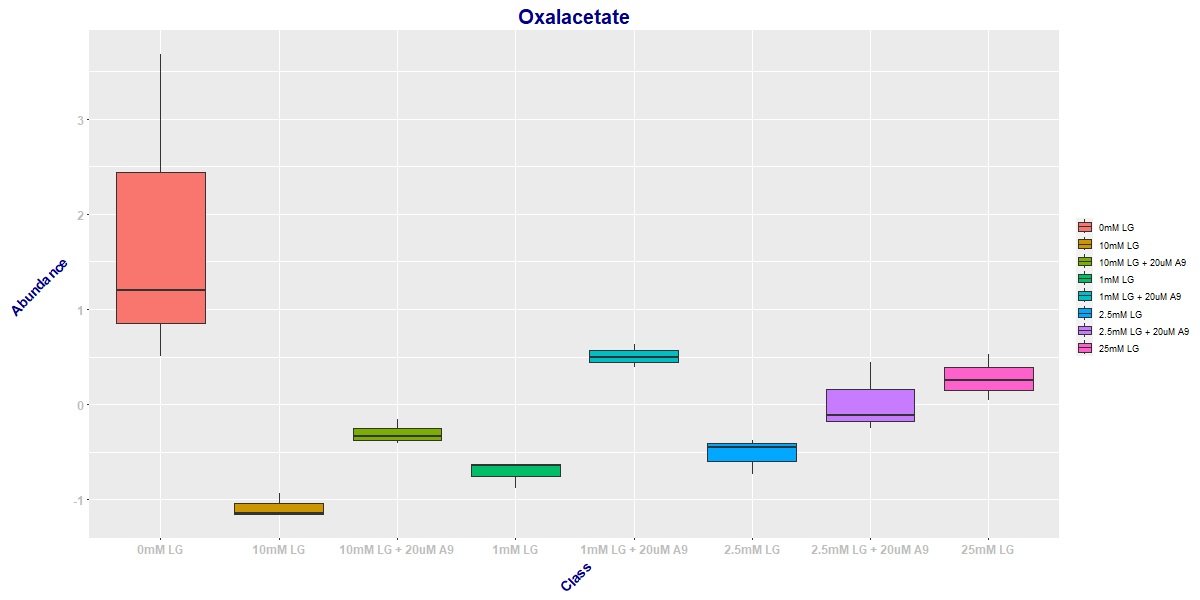 Oxalacetate
Abundance
3
2
1
0
-1
0mM LG
10mM LG
10mM LG + 20uM A9
1mM LG
1mM LG + 20uM A9
2.5mM LG
2.5mM LG + 20uM A9
25mM LG
Class
0mM LG
10mM LG
10mM LG + 20uM A9
1mM LG
1mM LG + 20uM A9
2.5mM LG
2.5mM LG + 20uM A9
25mM LG